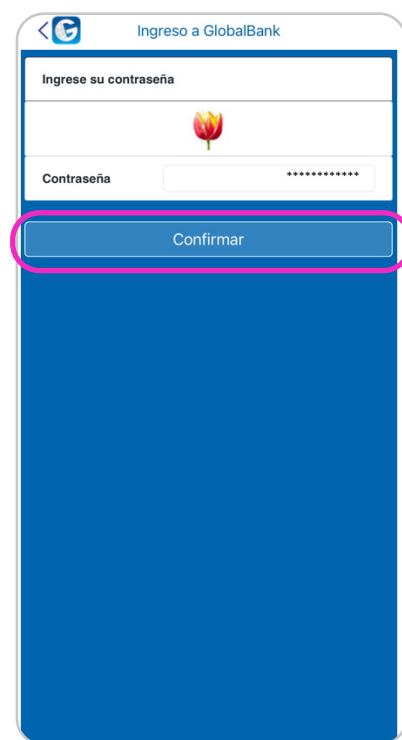 Ingreso a GlobalBank
Ingrese su contraseña
Contraseña ************
Confirmar